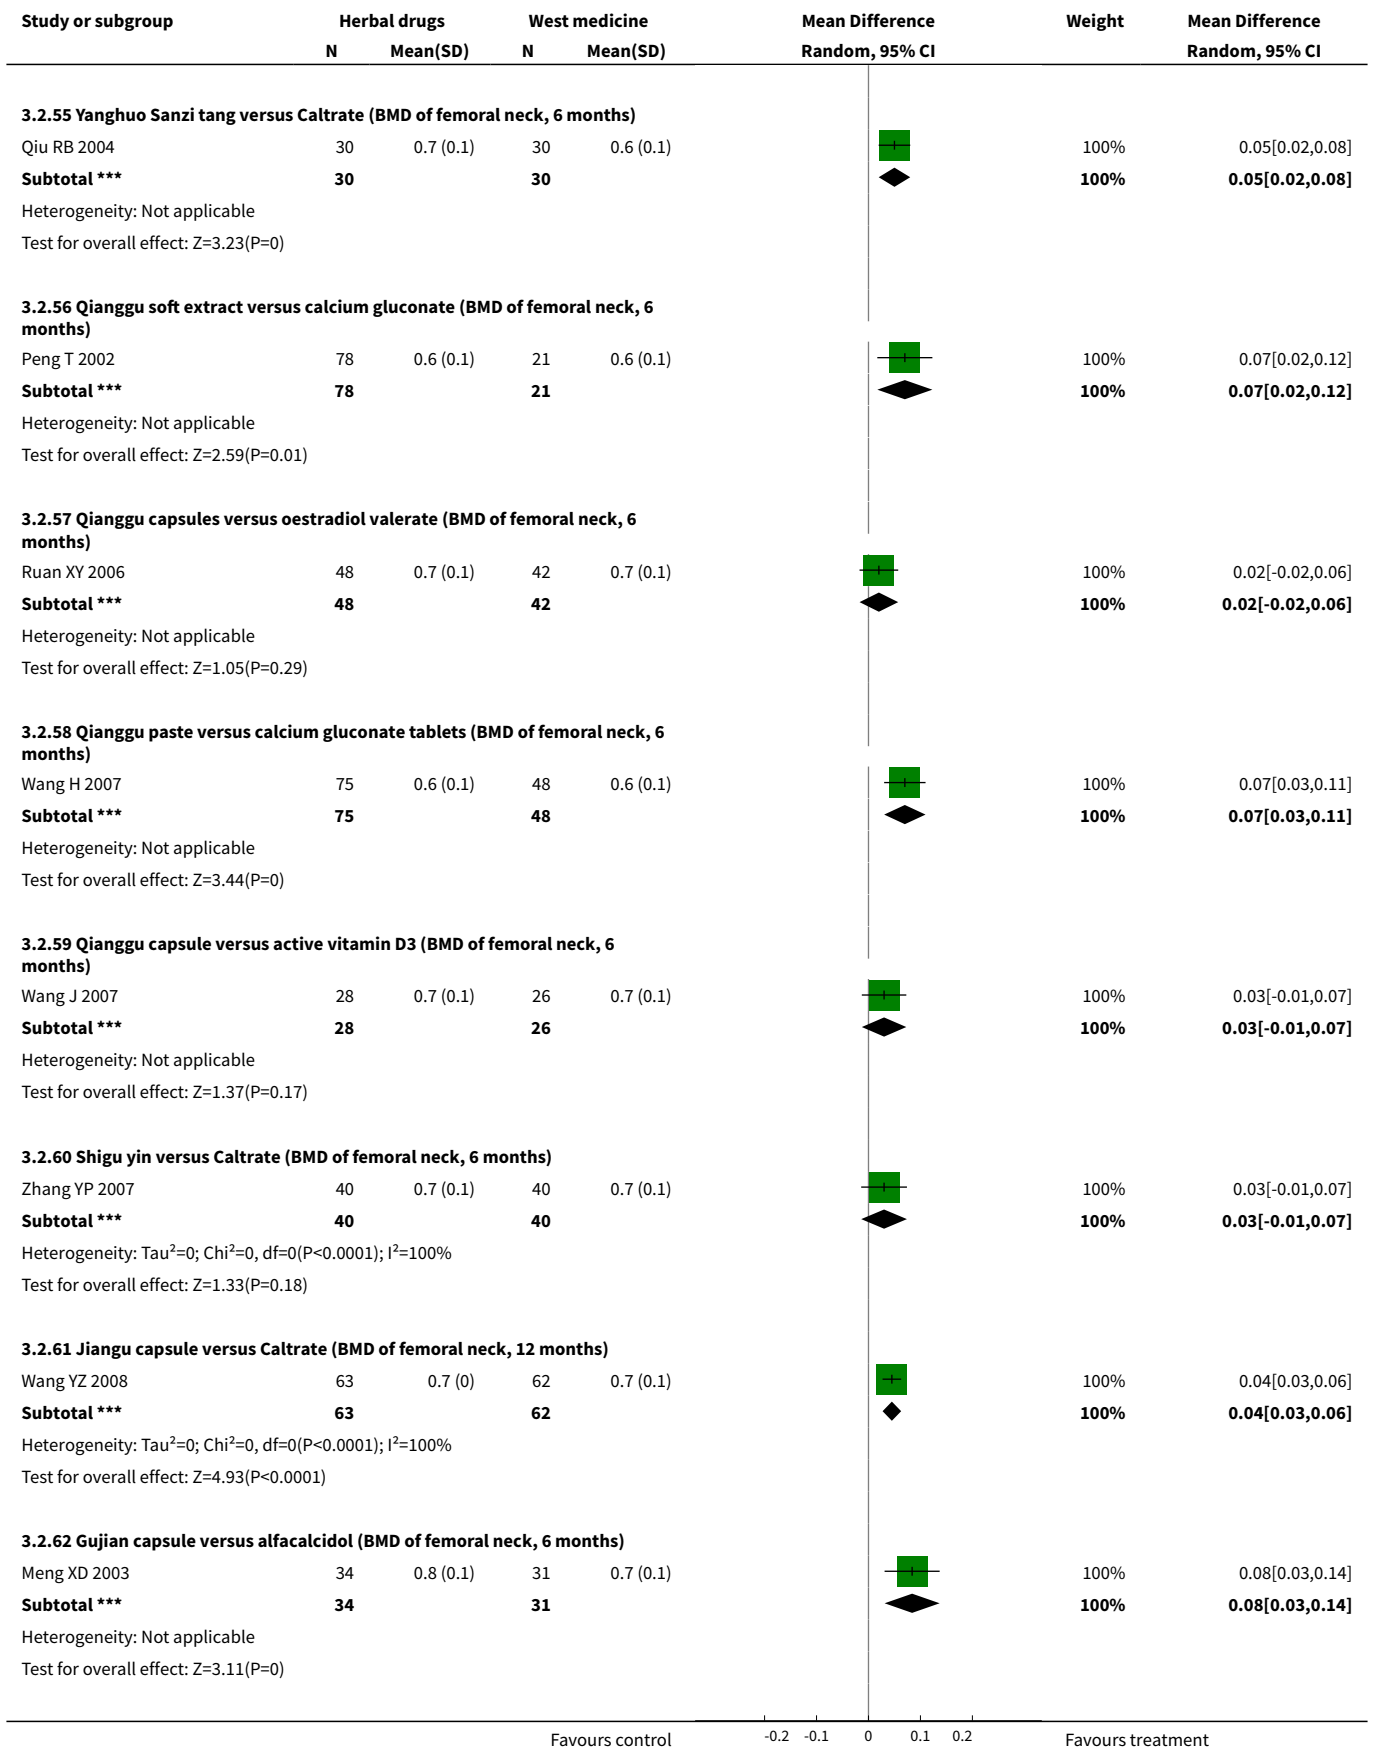 Study or subgroup Herbal drugs West medicine Mean Difference Weight Mean Difference
N Mean(SD) N Mean(SD) Random, 95% CI Random, 95% CI
3.2.55 Yanghuo Sanzi tang versus Caltrate (BMD of femoral neck, 6 months)
Qiu RB 2004 30 0.7 (0.1) 30 0.6 (0.1) 100% 0.05[0.02,0.08]
Subtotal *** 30 30 100% 0.05[0.02,0.08]
Heterogeneity: Not applicable
Test for overall effect: Z=3.23(P=0)
3.2.56 Qianggu soft extract versus calcium gluconate (BMD of femoral neck, 6
months)
Peng T 2002 78 0.6 (0.1) 21 0.6 (0.1) 100% 0.07[0.02,0.12]
Subtotal *** 78 21 100% 0.07[0.02,0.12]
Heterogeneity: Not applicable
Test for overall effect: Z=2.59(P=0.01)
3.2.57 Qianggu capsules versus oestradiol valerate (BMD of femoral neck, 6
months)
Ruan XY 2006 48 0.7 (0.1) 42 0.7 (0.1) 100% 0.02[-0.02,0.06]
Subtotal *** 48 42 100% 0.02[-0.02,0.06]
Heterogeneity: Not applicable
Test for overall effect: Z=1.05(P=0.29)
3.2.58 Qianggu paste versus calcium gluconate tablets (BMD of femoral neck, 6
months)
Wang H 2007 75 0.6 (0.1) 48 0.6 (0.1) 100% 0.07[0.03,0.11]
Subtotal *** 75 48 100% 0.07[0.03,0.11]
Heterogeneity: Not applicable
Test for overall effect: Z=3.44(P=0)
3.2.59 Qianggu capsule versus active vitamin D3 (BMD of femoral neck, 6
months)
Wang J 2007 28 0.7 (0.1) 26 0.7 (0.1) 100% 0.03[-0.01,0.07]
Subtotal *** 28 26 100% 0.03[-0.01,0.07]
Heterogeneity: Not applicable
Test for overall effect: Z=1.37(P=0.17)
3.2.60 Shigu yin versus Caltrate (BMD of femoral neck, 6 months)
Zhang YP 2007 40 0.7 (0.1) 40 0.7 (0.1) 100% 0.03[-0.01,0.07]
Subtotal *** 40 40 100% 0.03[-0.01,0.07]
Heterogeneity: Tau²=0; Chi²=0, df=0(P<0.0001); I²=100%
Test for overall effect: Z=1.33(P=0.18)
3.2.61 Jiangu capsule versus Caltrate (BMD of femoral neck, 12 months)
Wang YZ 2008 63 0.7 (0) 62 0.7 (0.1) 100% 0.04[0.03,0.06]
Subtotal *** 63 62 100% 0.04[0.03,0.06]
Heterogeneity: Tau²=0; Chi²=0, df=0(P<0.0001); I²=100%
Test for overall effect: Z=4.93(P<0.0001)
3.2.62 Gujian capsule versus alfacalcidol (BMD of femoral neck, 6 months)
Meng XD 2003 34 0.8 (0.1) 31 0.7 (0.1) 100% 0.08[0.03,0.14]
Subtotal *** 34 31 100% 0.08[0.03,0.14]
Heterogeneity: Not applicable
Test for overall effect: Z=3.11(P=0)
Favours control -0.2 -0.1 0 0.1 0.2 Favours treatment